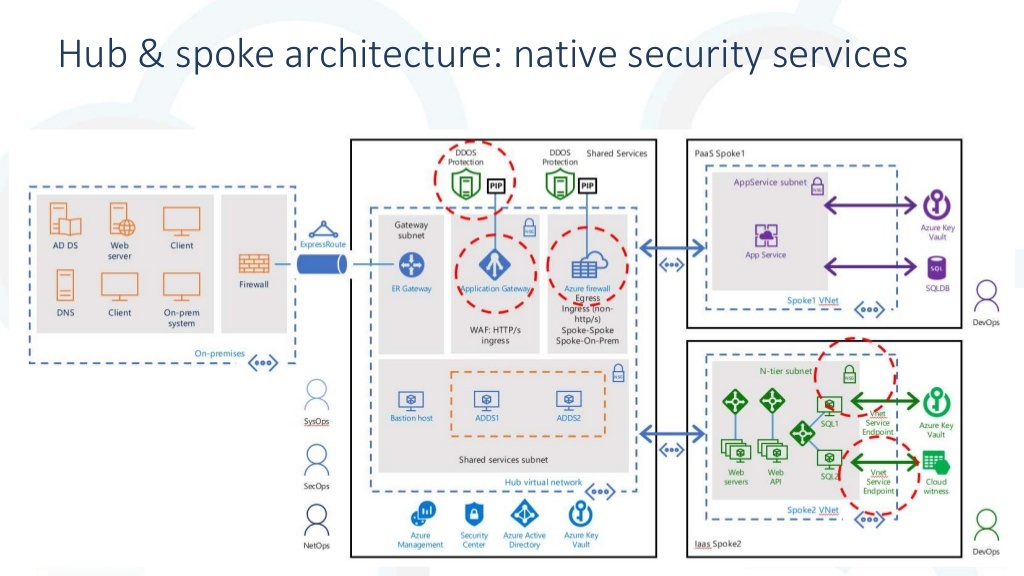 Hub & spoke architecture: native security services
AD DS
Web
server
Client
DNS
Client
On-prem
system
Firewall
On-premises
ExpressRoute
SysOps
SecOps
NetOps
DDOS
Protection
PIP
DDOS
Protection
PIP
Shared Services
Gateway
subnet
ER Gateway
NSG
Application Gateway
WAF: HTTP/s
ingress
Azure firewall
Egress
Ingress (non-
http/s)
Spoke-Spoke
Spoke-On-Prem
NSG
Bastion host
ADDS1
ADDS2
Shared services subnet
Hub virtual network
Azure
Management
Security
Center
Azure Active
Directory
Azure Key
Vault
PaaS Spoke1
AppService subnet
NSG
App Service
Spoke1 VNet
Azure Key
Vault
SQL
SQLDB
DevOps
N-tier subnet
NSG
SQL1
SQL2
Web
servers
Web
API
Vnet
Service
Endpoint
Vnet
Service
Endpoint
Azure Key
Vault
Cloud
witness
Spoke2 VNet
Iaas Spoke2
DevOps